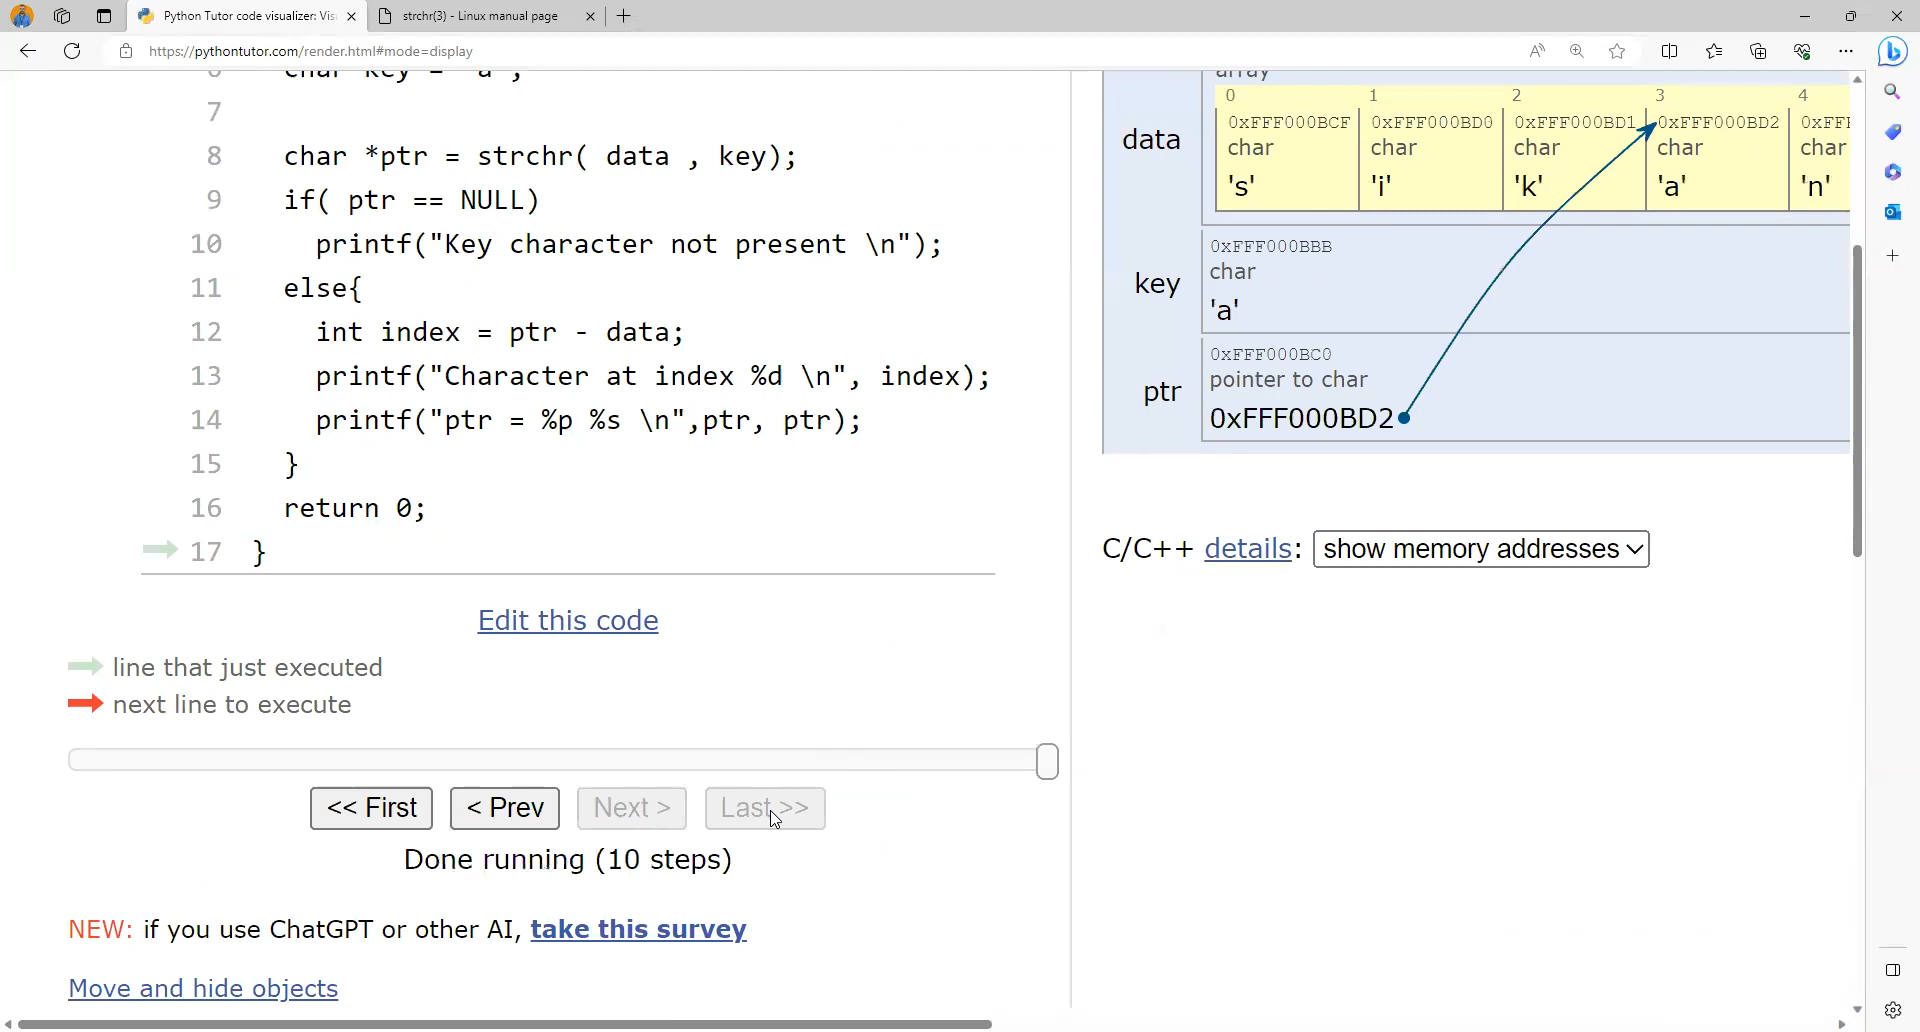 Python Tutor code visualizer: Vis
strchr(3) - Linux manual page
https://pythontutor.com/render.html#mode=display
6 char key = 'a';
7
8 char *ptr = strchr( data , key);
9 if( ptr == NULL)
10 printf("Key character not present \n");
11 else{
12 int index = ptr - data;
13 printf("Character at index %d \n", index);
14 printf("ptr = %p %s \n",ptr, ptr);
15 }
16 return 0;
17 }
Edit this code
line that just executed
next line to execute
<< First < Prev Next > Last >>
Done running (10 steps)
NEW: if you use ChatGPT or other AI, take this survey
Move and hide objects
array
0 1 2 3 4
0xFFF000BCF 0xFFF000BD0 0xFFF000BD1 0xFFF000BD2 0xFFF
data char char char char char
's' 'i' 'k' 'a' 'n'
0xFFF000BBB
char
key
'a'
0xFFF000BC0
pointer to char
ptr
0xFFF000BD2
C/C++ details: show memory addresses